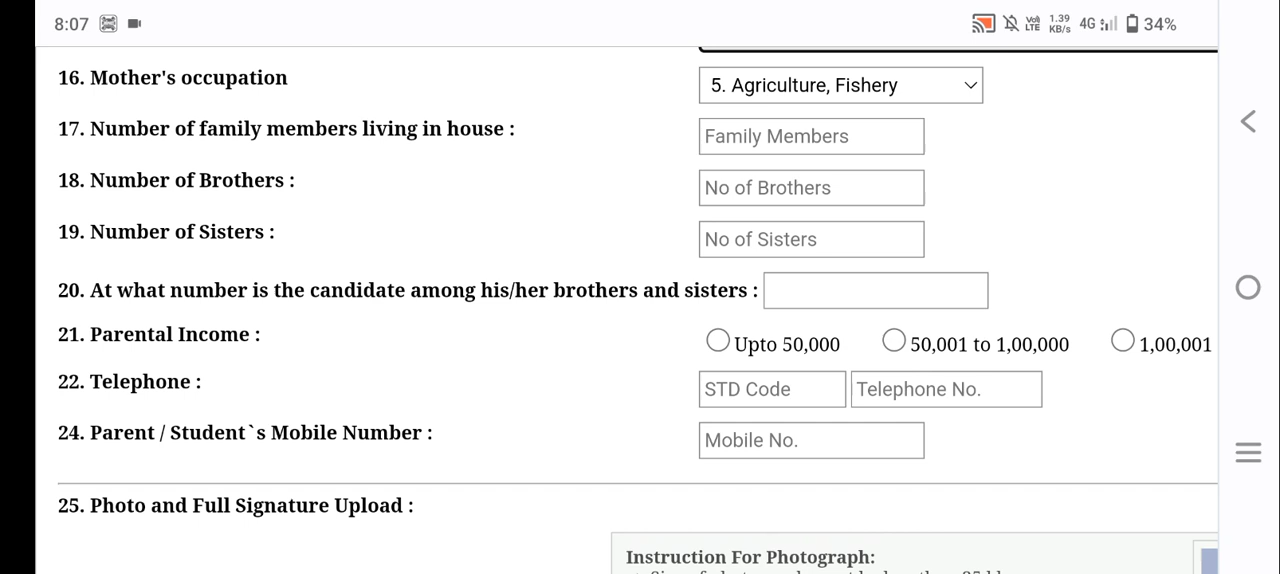 8:07 VoD LTE 1.39 KB/s 4G 34%
16. Mother's occupation 5. Agriculture, Fishery
17. Number of family members living in house : Family Members
18. Number of Brothers : No of Brothers
19. Number of Sisters : No of Sisters
20. At what number is the candidate among his/her brothers and sisters :
21. Parental Income : Upto 50,000 50,001 to 1,00,000 1,00,001
22. Telephone : STD Code Telephone No.
24. Parent / Student`s Mobile Number : Mobile No.
25. Photo and Full Signature Upload :
Instruction For Photograph: